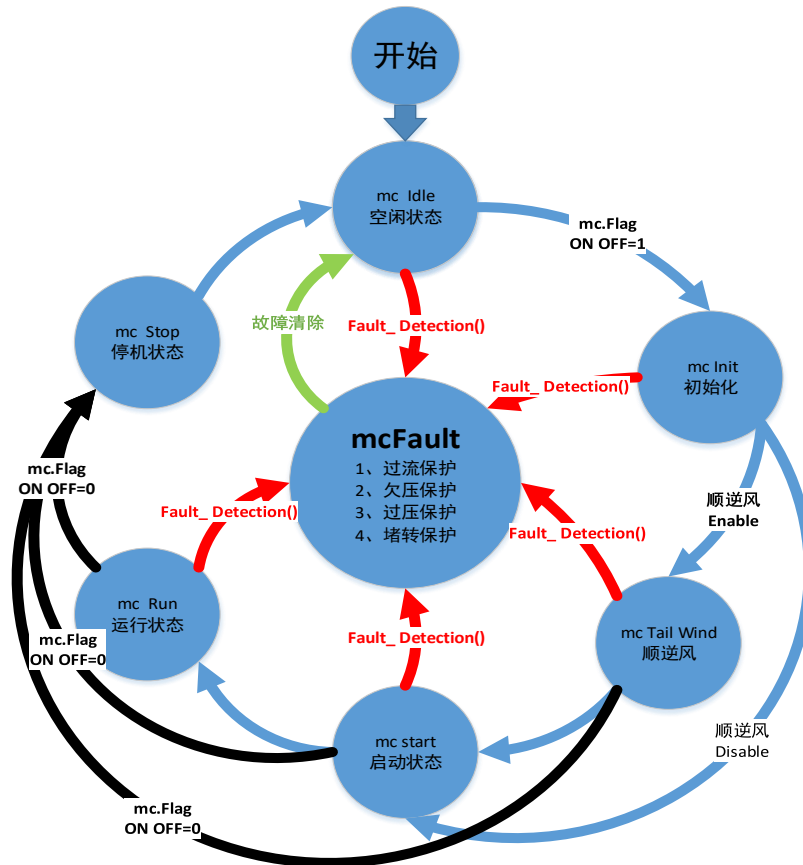 开始
mc Idle
空闲状态
mc.Flag
ON OFF=1
故障清除
Fault_ Detection()
mc Stop
停机状态
mc Init
初始化
Fault_ Detection()
mcFault
1、过流保护
2、欠压保护
3、过压保护
4、堵转保护
mc.Flag
ON OFF=0
Fault_ Detection()
顺逆风
Enable
Fault_ Detection()
mc Run
运行状态
mc.Flag
ON OFF=0
Fault_ Detection()
mc Tail Wind
顺逆风
mc start
启动状态
顺逆风
Disable
mc.Flag
ON OFF=0